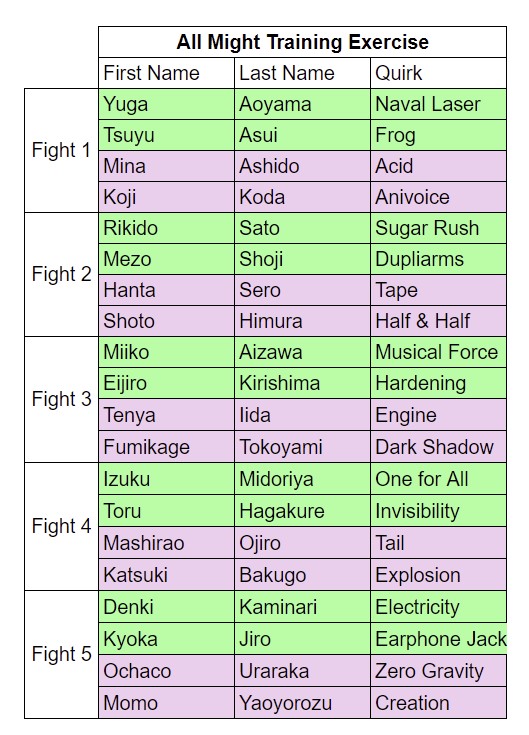 All Might Training Exercise
First Name Last Name Quirk
Fight 1
Yuga Aoyama Naval Laser
Tsuyu Asui Frog
Mina Ashido Acid
Koji Koda Anivoice
Fight 2
Rikido Sato Sugar Rush
Mezo Shoji Dupliarms
Hanta Sero Tape
Shoto Himura Half & Half
Fight 3
Miiko Aizawa Musical Force
Eijiro Kirishima Hardening
Tenya Iida Engine
Fumikage Tokoyami Dark Shadow
Fight 4
Izuku Midoriya One for All
Toru Hagakure Invisibility
Mashirao Ojiro Tail
Katsuki Bakugo Explosion
Fight 5
Denki Kaminari Electricity
Kyoka Jiro Earphone Jack
Ochaco Uraraka Zero Gravity
Momo Yaoyorozu Creation